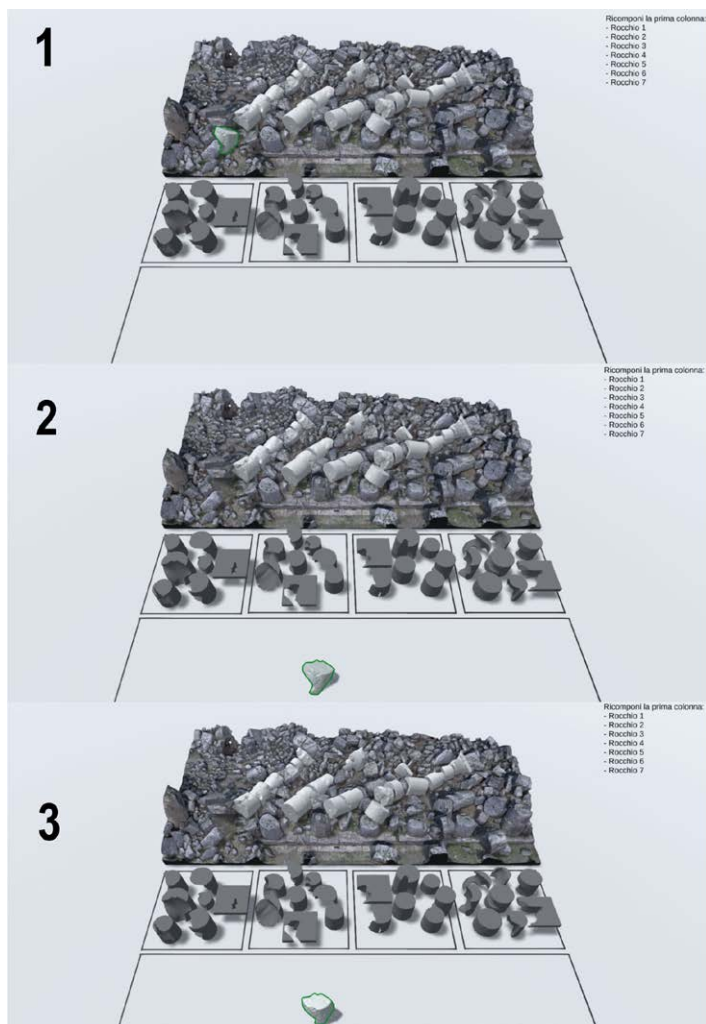 1
Ricomponi la prima colonna:
- Rocchio 1
- Rocchio 2
- Rocchio 3
- Rocchio 4
- Rocchio 5
- Rocchio 6
- Rocchio 7
2
Ricomponi la prima colonna:
- Rocchio 1
- Rocchio 2
- Rocchio 3
- Rocchio 4
- Rocchio 5
- Rocchio 6
- Rocchio 7
3
Ricomponi la prima colonna:
- Rocchio 1
- Rocchio 2
- Rocchio 3
- Rocchio 4
- Rocchio 5
- Rocchio 6
- Rocchio 7